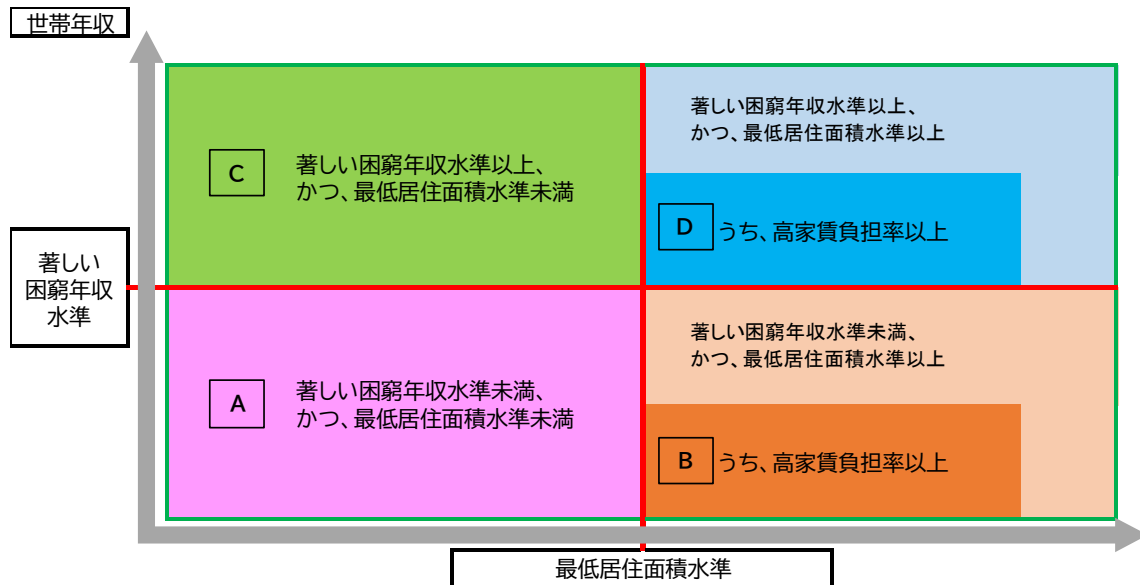 世帯年収
著しい困窮年収水準以上、
かつ、最低居住面積水準以上
C
著しい困窮年収水準以上、
かつ、最低居住面積水準未満
D
うち、高家賃負担率以上
著しい
困窮年収
水準
著しい困窮年収水準未満、
かつ、最低居住面積水準以上
A
著しい困窮年収水準未満、
かつ、最低居住面積水準未満
B
うち、高家賃負担率以上
最低居住面積水準